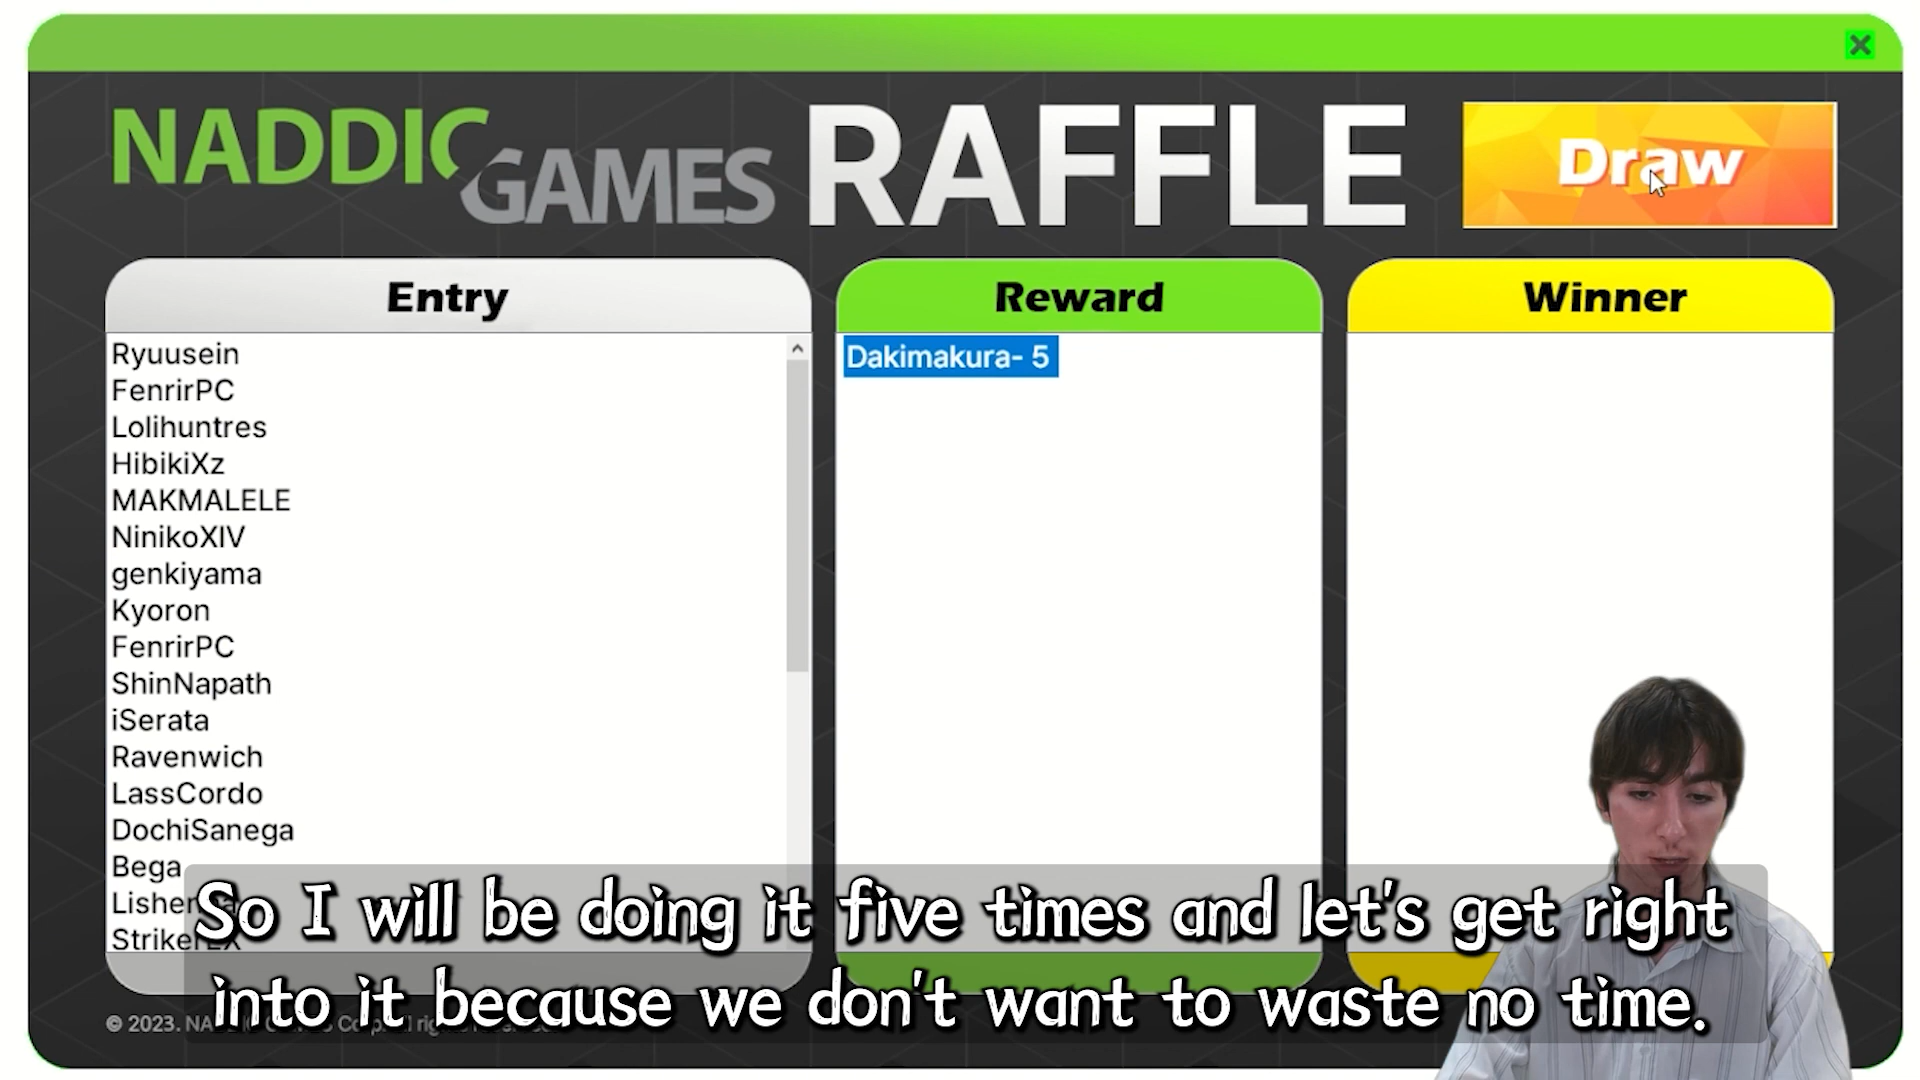 NADDIC GAMES RAFFLE
Draw
Entry
Ryuusein
FenrirPC
Lolihuntres
HibikiXz
MAKMALELE
NinikoXIV
genkiyama
Kyoron
FenrirPC
ShinNapath
iSerata
Ravenwich
LassCordo
DochiSanega
Bega
StrikerEX
Reward
Dakimakura- 5
Winner
So I will be doing it five times and let's get right
into it because we don't want to waste no time.
© 2023.